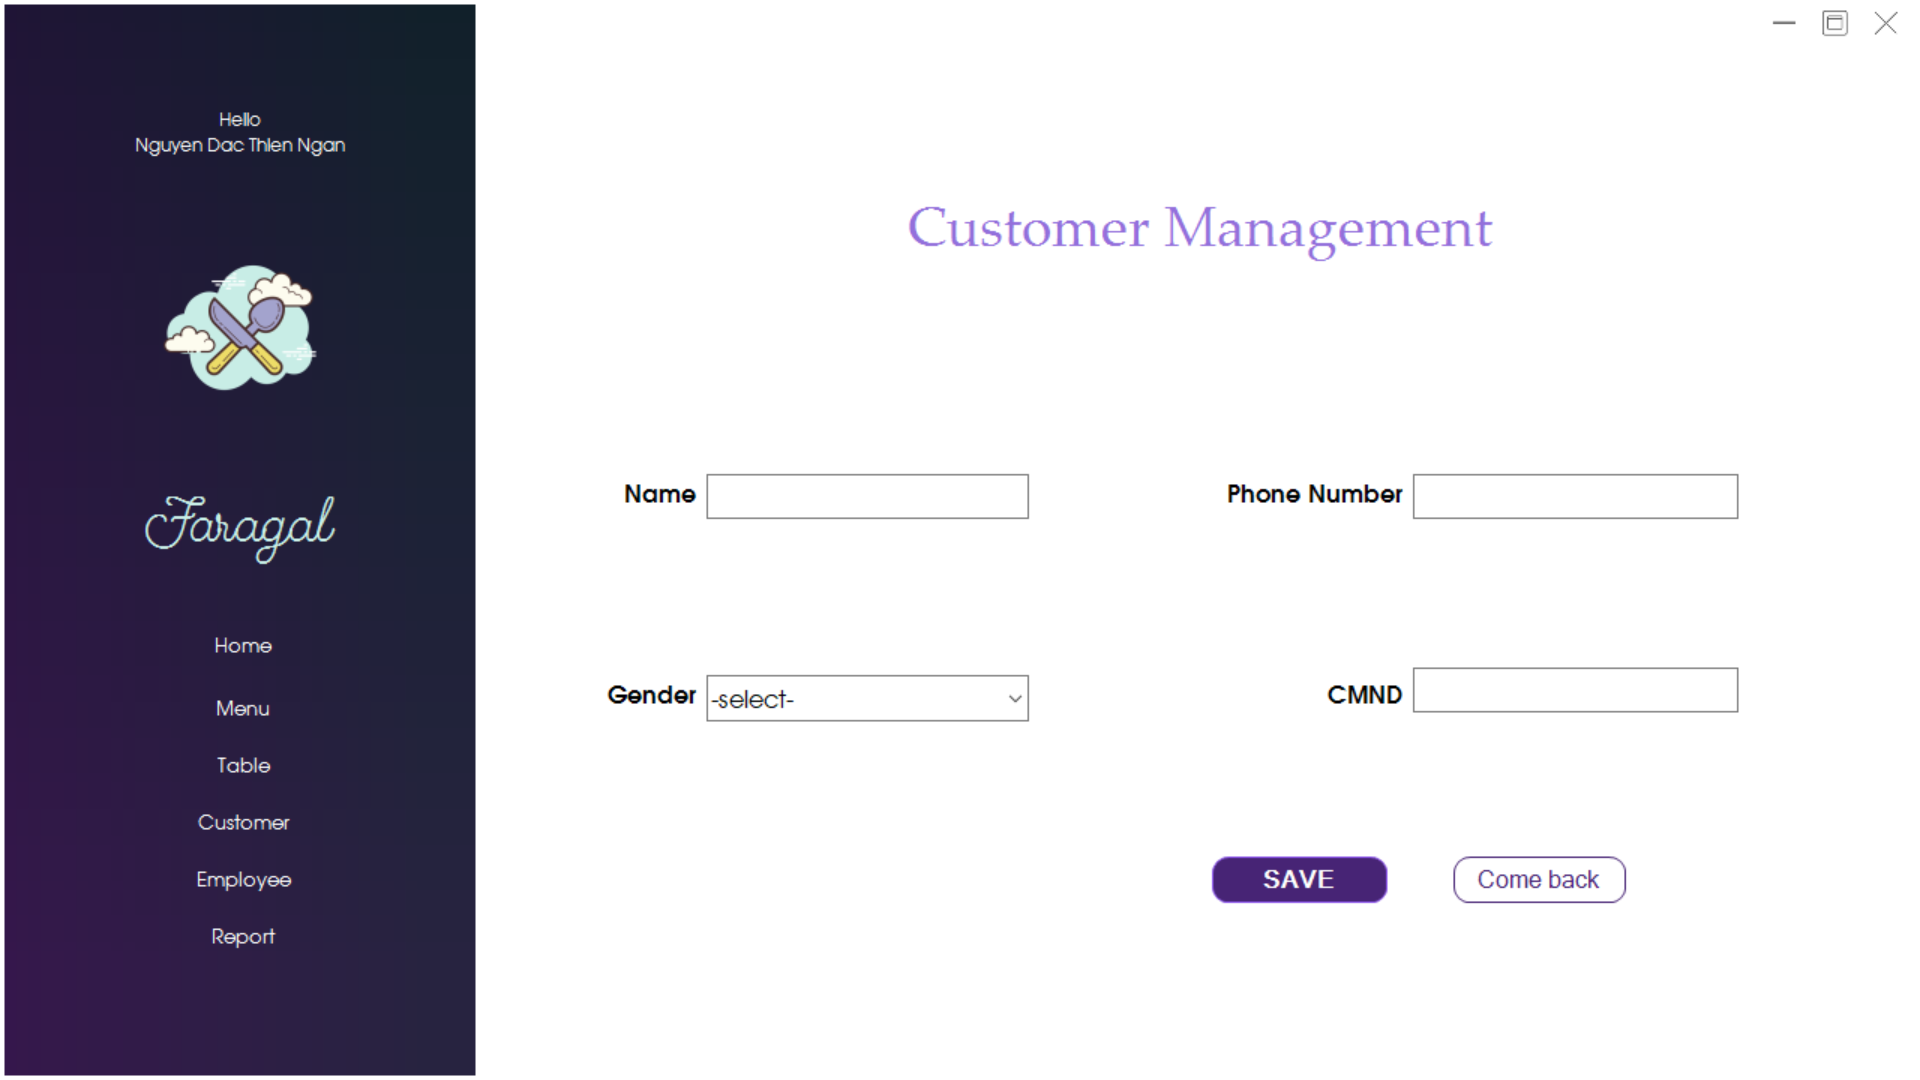 Hello
Nguyen Dac Thien Ngan
Faragal
Home
Menu
Table
Customer
Employee
Report
Customer Management
Name
Phone Number
Gender -select-
CMND
SAVE
Come back